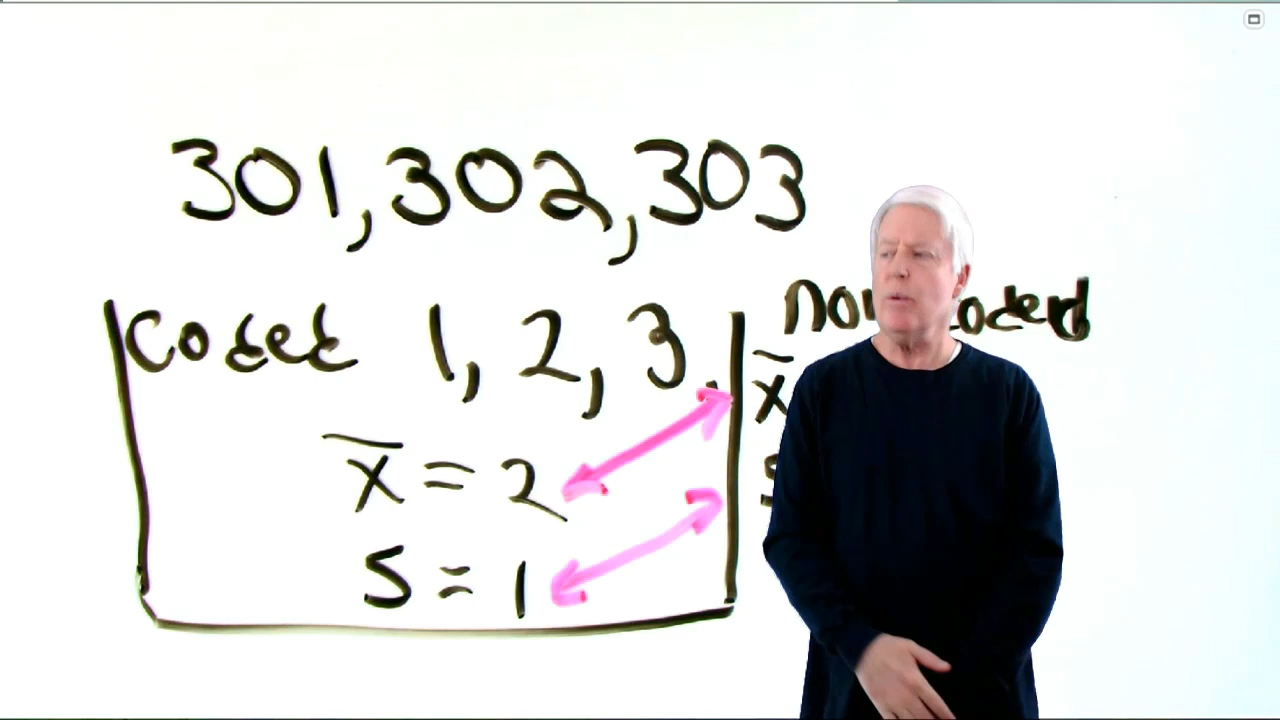 301, 302, 303
coded 1, 2, 3
x̄ = 2
s = 1
x̄